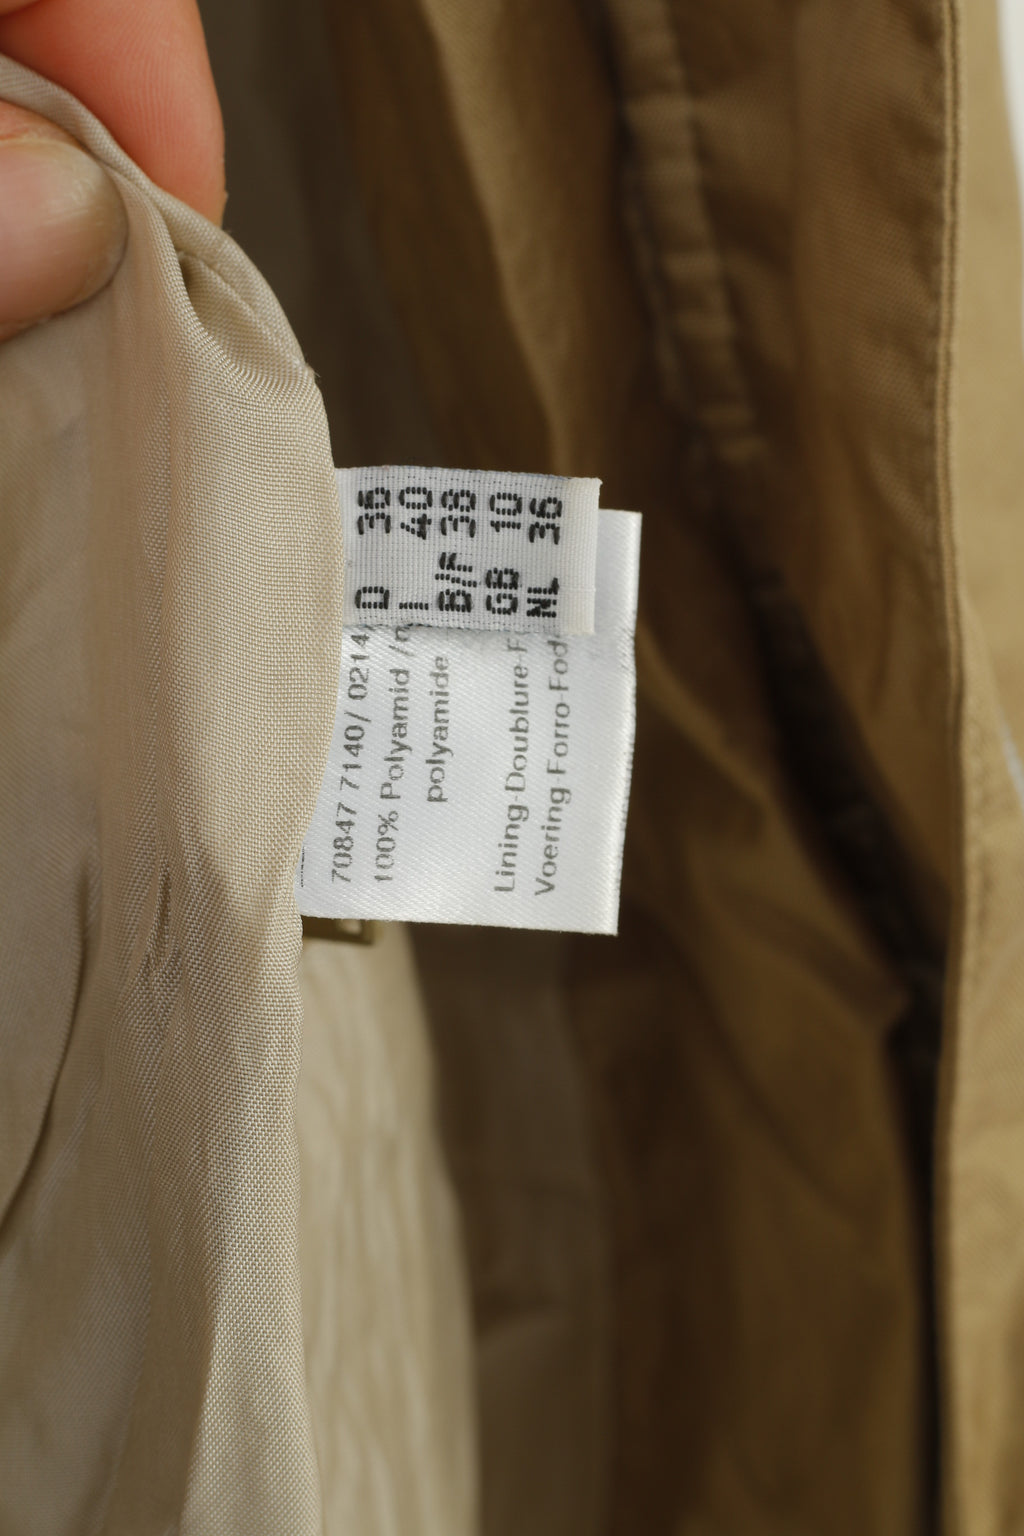 D 36
I 40
B/F 38
GB 10
NL 36
70847 7140/ 0214
100% Polyamid /
polyamide
Lining-Doublure-F
Voering-Forro-Fod